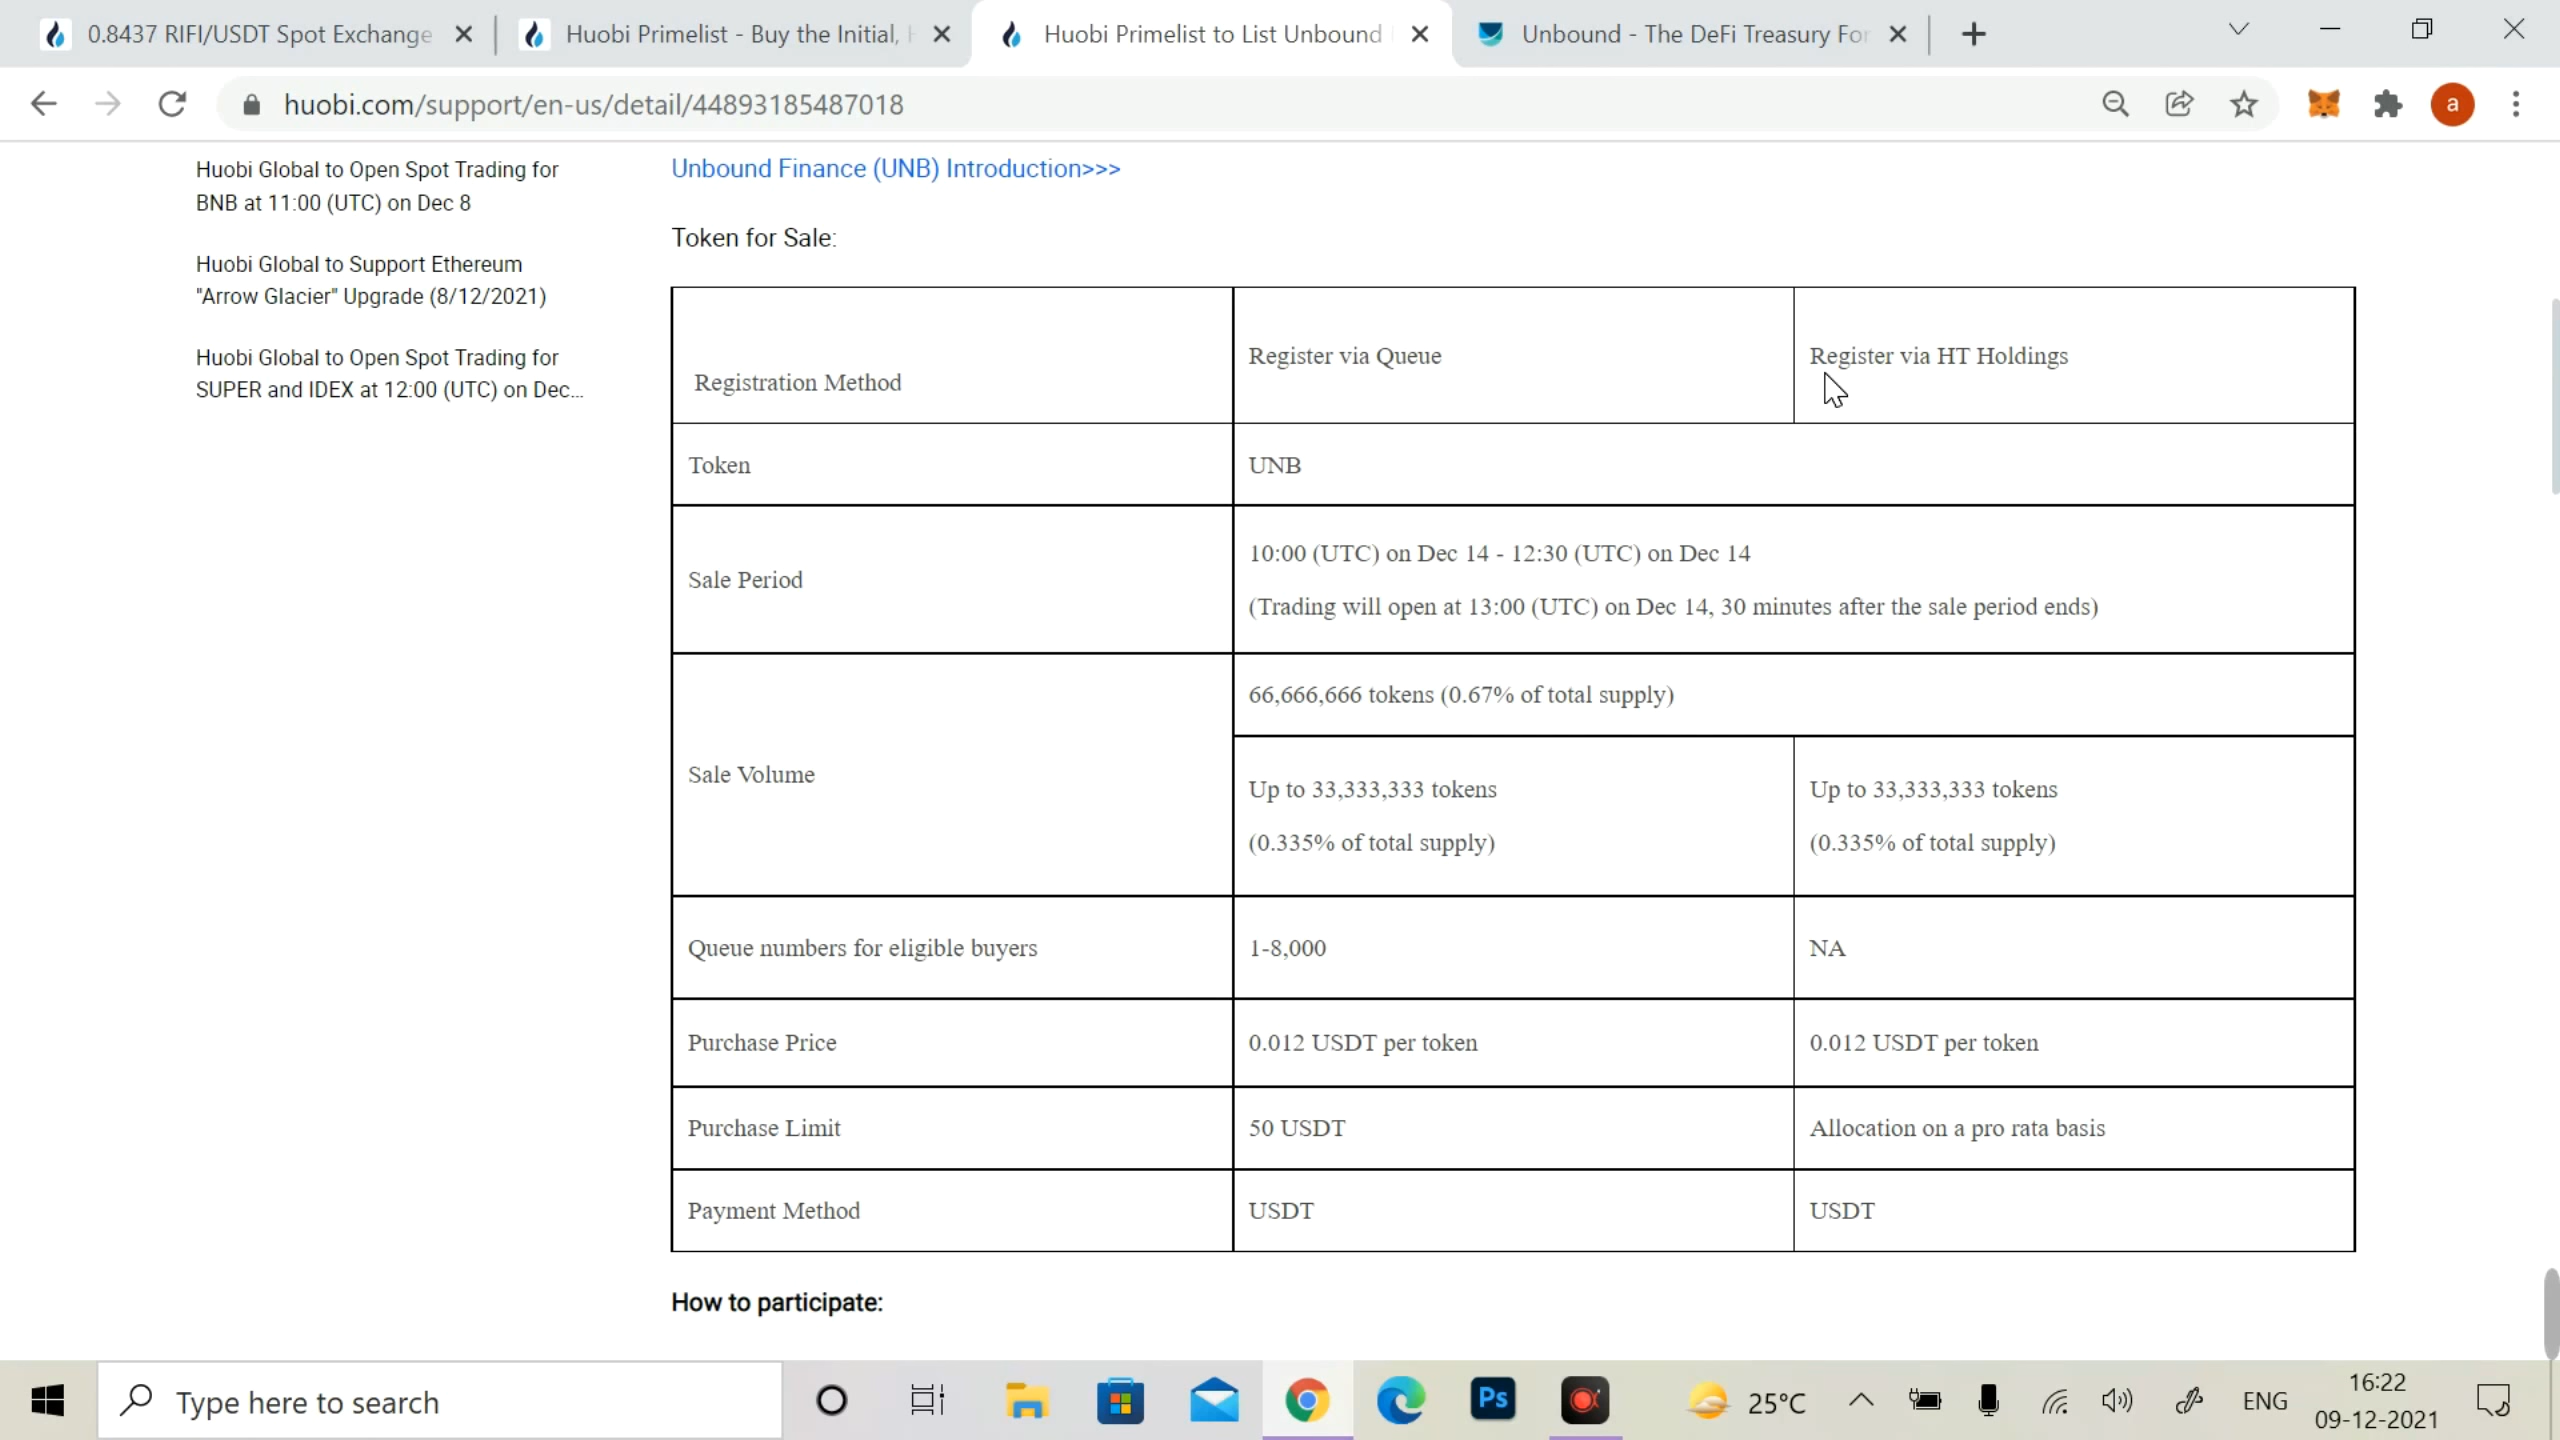 0.8437 RIFI/USDT Spot Exchange
Huobi Primelist - Buy the Initial,
Huobi Primelist to List Unbound
Unbound - The DeFi Treasury For
huobi.com/support/en-us/detail/44893185487018
a
Huobi Global to Open Spot Trading for
BNB at 11:00 (UTC) on Dec 8
Huobi Global to Support Ethereum
"Arrow Glacier" Upgrade (8/12/2021)
Huobi Global to Open Spot Trading for
SUPER and IDEX at 12:00 (UTC) on Dec...
Unbound Finance (UNB) Introduction>>>
Token for Sale:
Registration Method
Register via Queue
Register via HT Holdings
Token
UNB
Sale Period
10:00 (UTC) on Dec 14 - 12:30 (UTC) on Dec 14
(Trading will open at 13:00 (UTC) on Dec 14, 30 minutes after the sale period ends)
Sale Volume
66,666,666 tokens (0.67% of total supply)
Up to 33,333,333 tokens
(0.335% of total supply)
Up to 33,333,333 tokens
(0.335% of total supply)
Queue numbers for eligible buyers
1-8,000
NA
Purchase Price
0.012 USDT per token
0.012 USDT per token
Purchase Limit
50 USDT
Allocation on a pro rata basis
Payment Method
USDT
USDT
How to participate:
Type here to search
Ps
25°C
ENG
16:22
09-12-2021